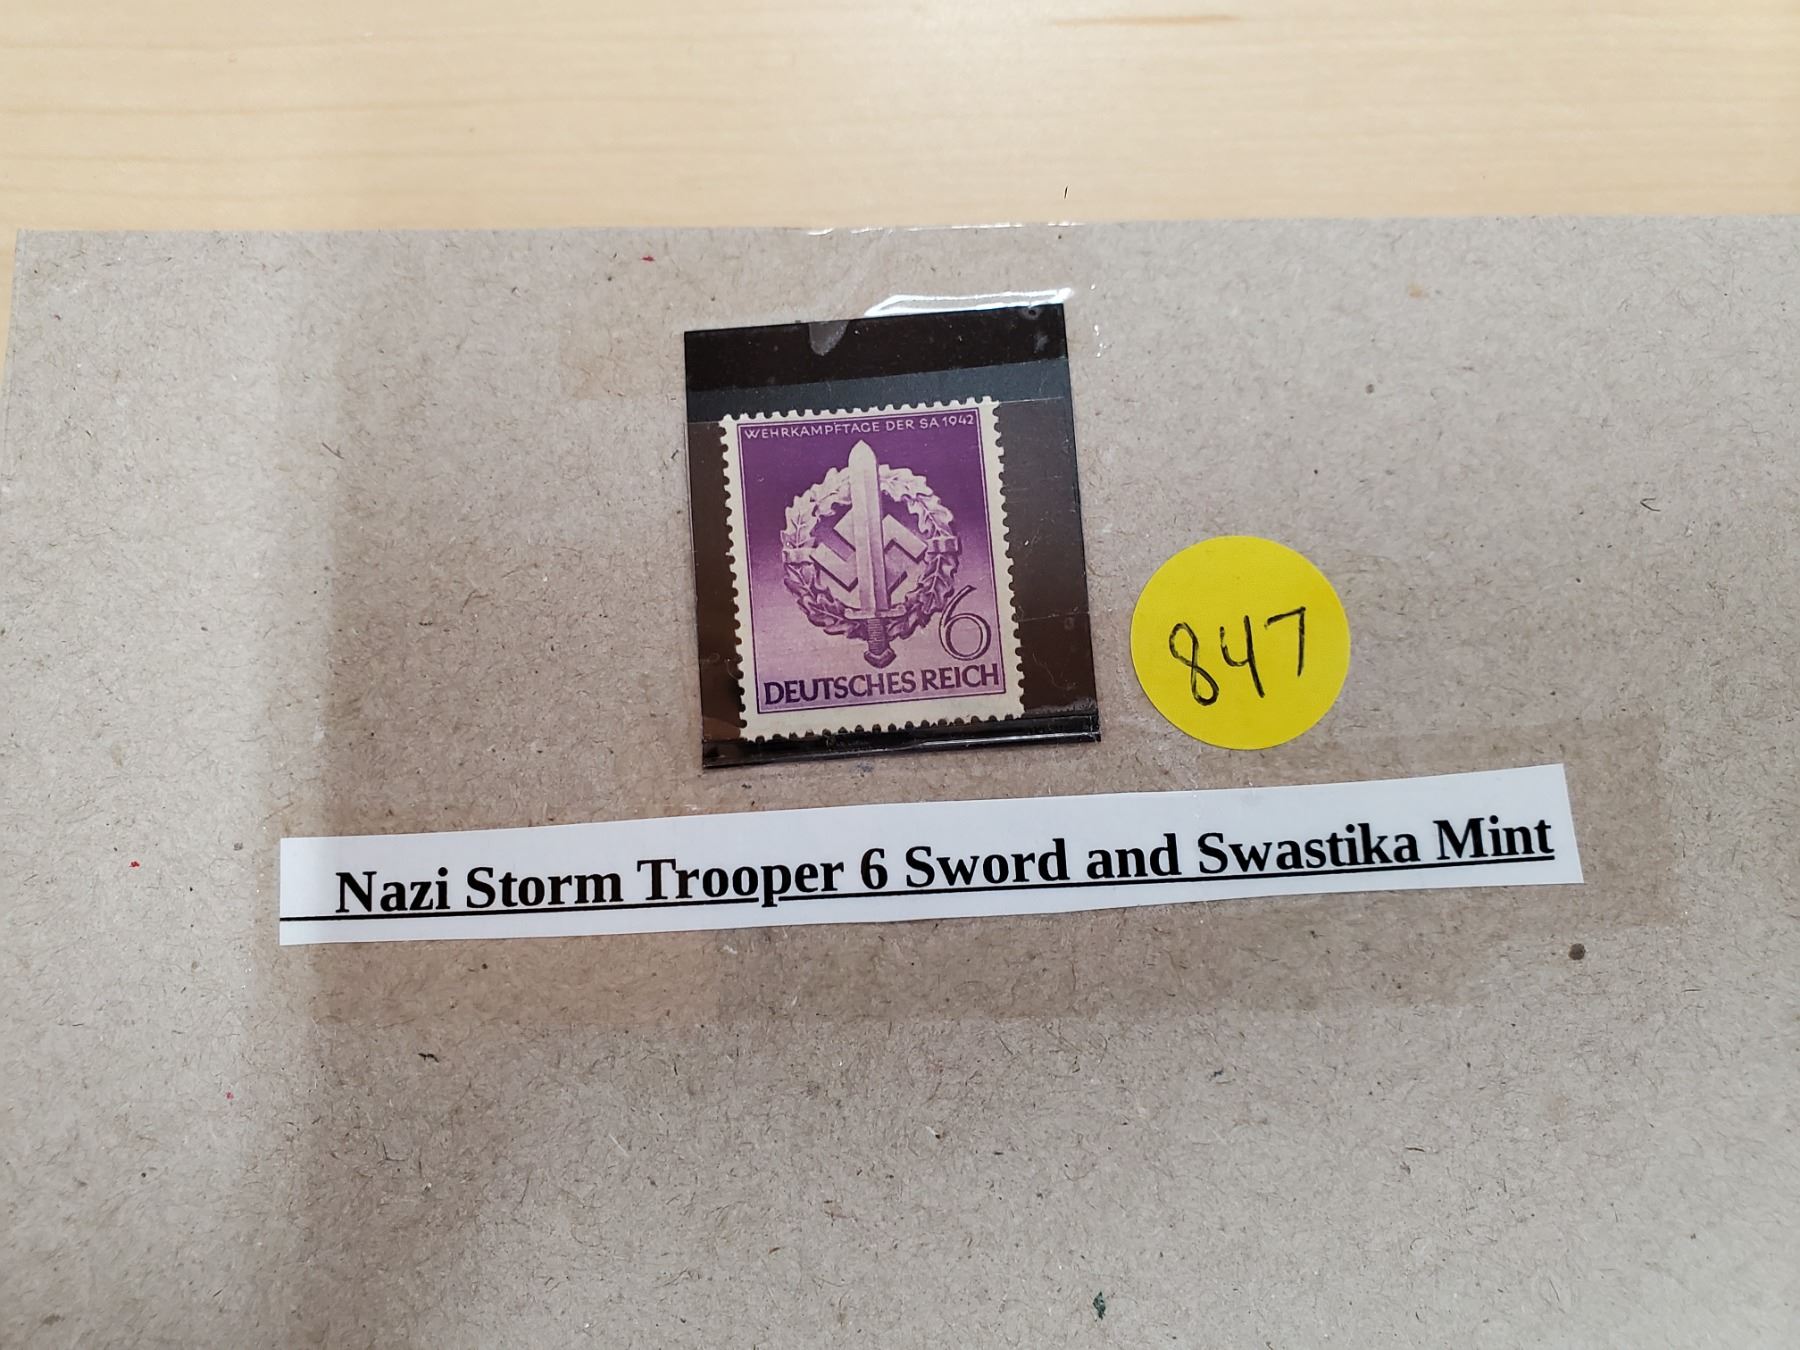 WEHRKAMPFTAGE DER SA 1942
6
DEUTSCHES REICH
847
Nazi Storm Trooper 6 Sword and Swastika Mint